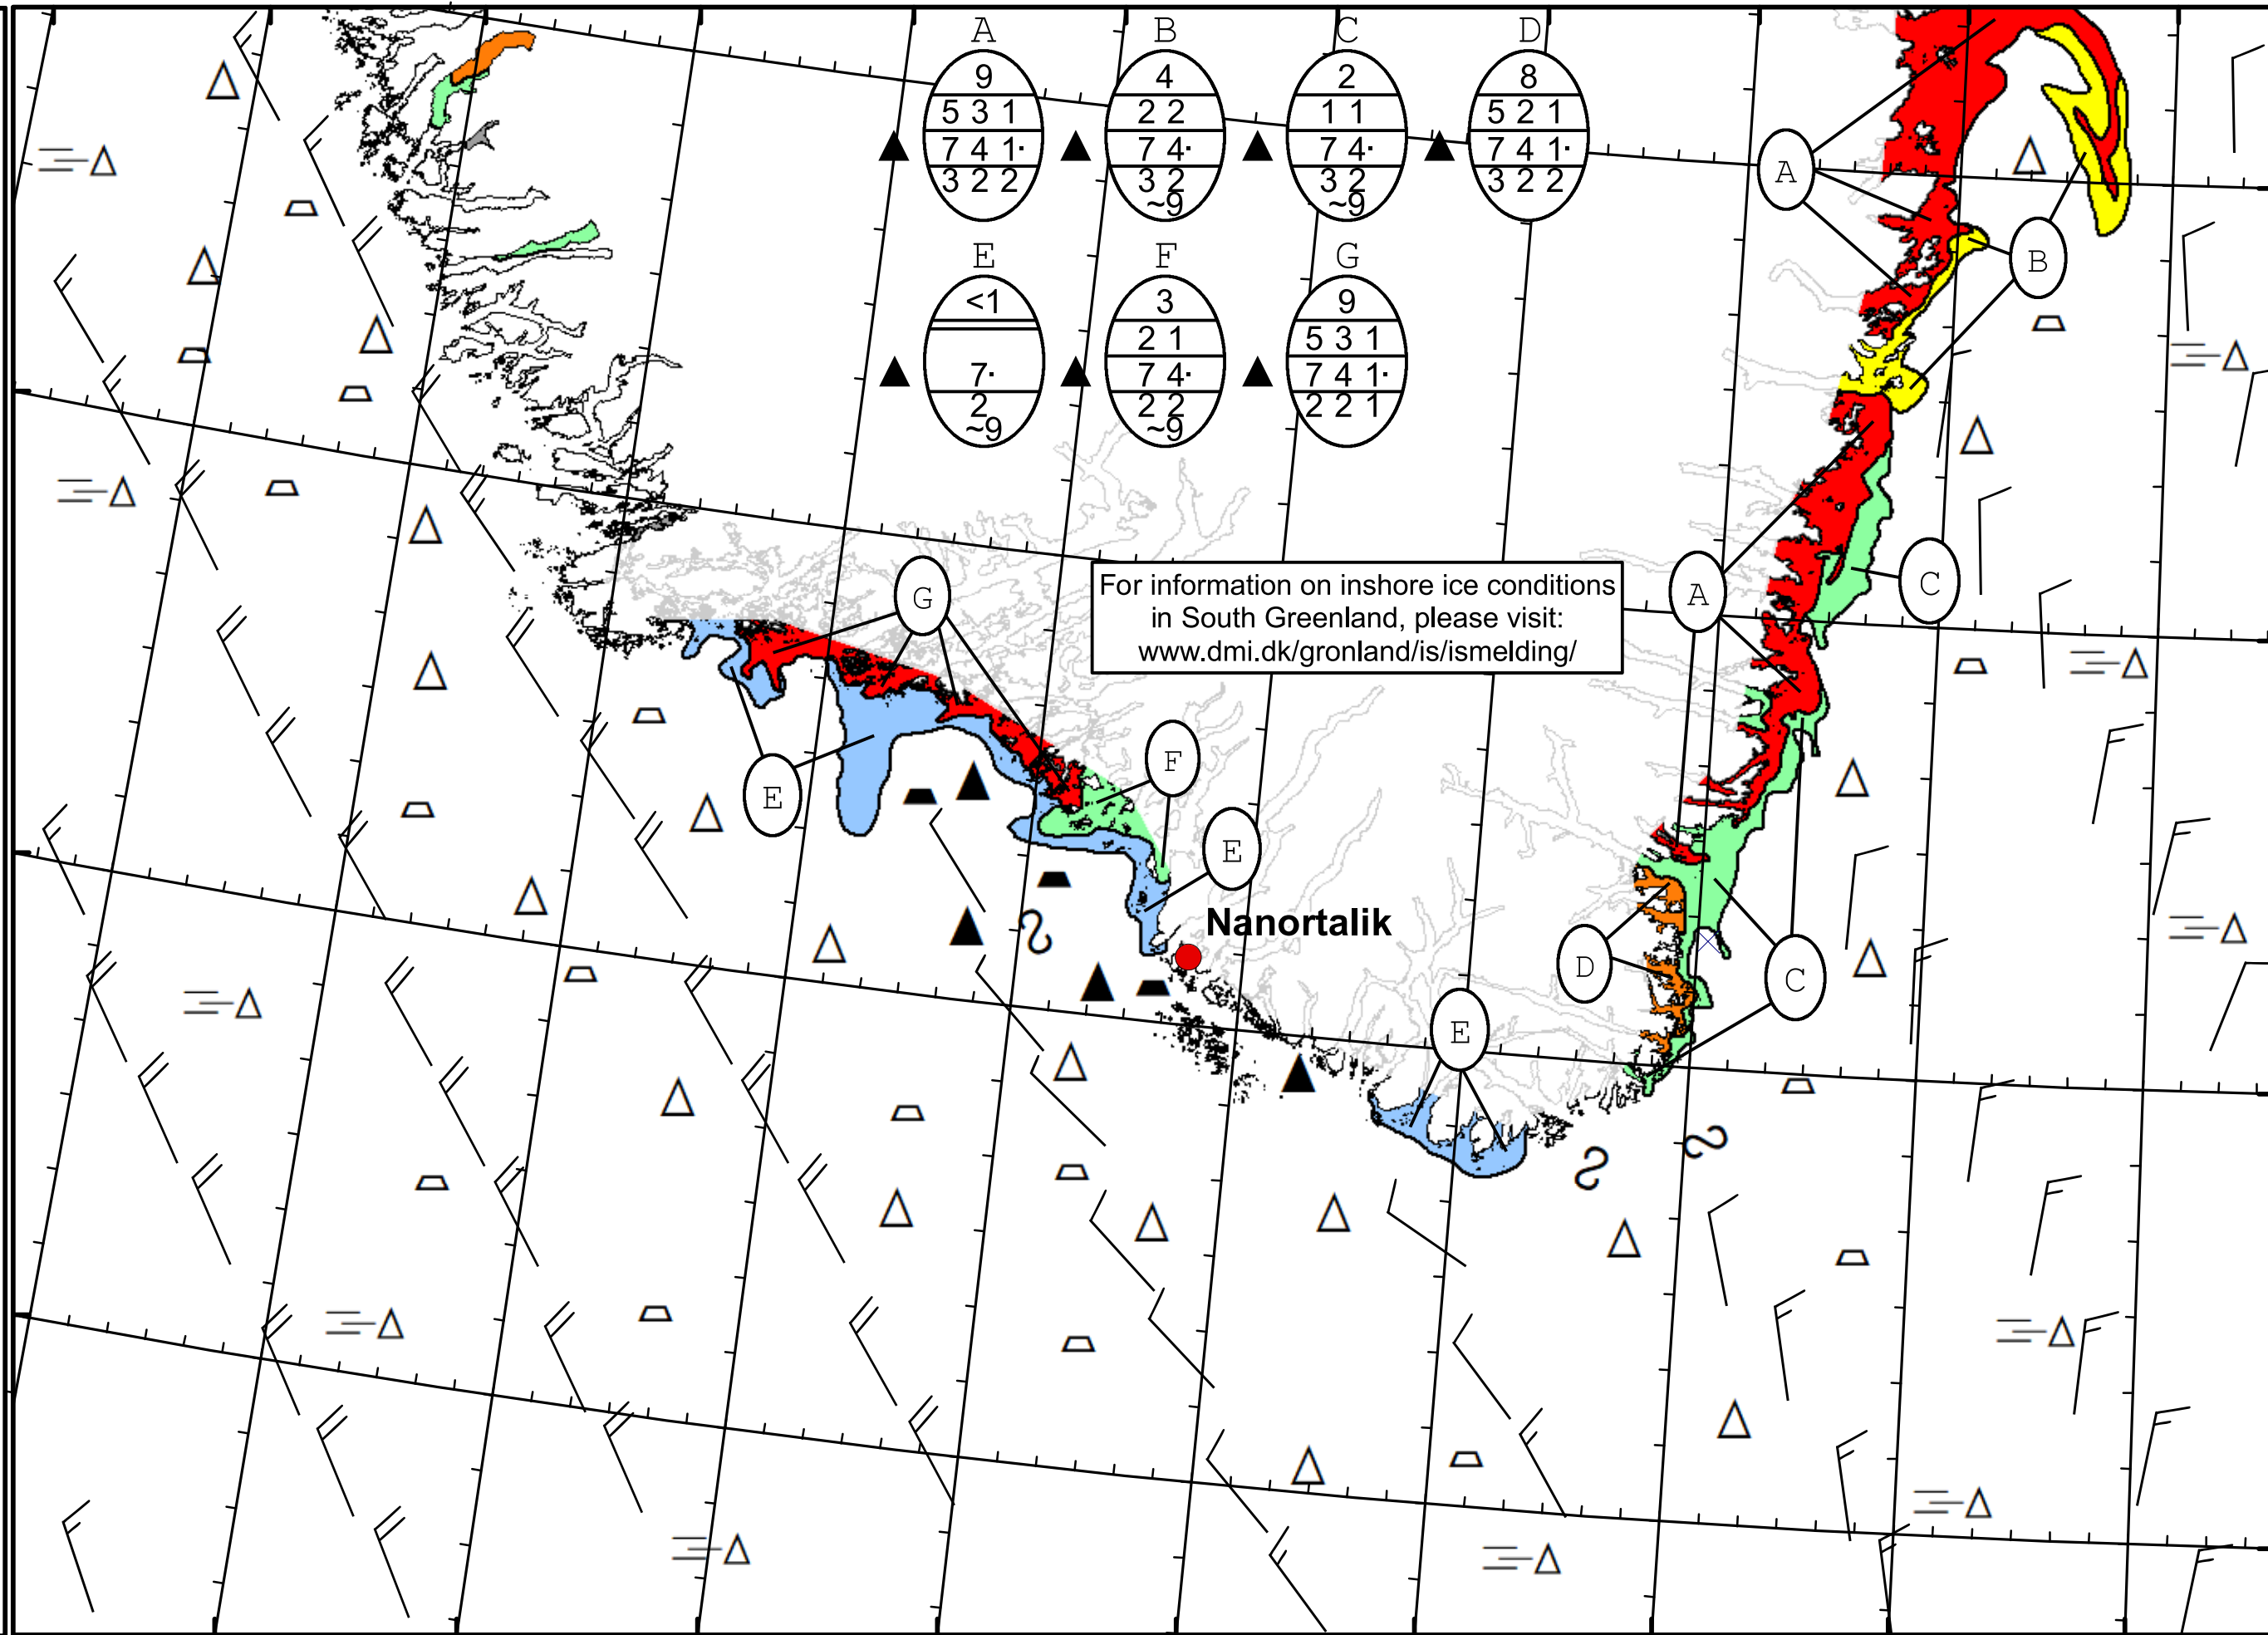 A B C D
9 4 2 8
5 3 1 2 2 1 1 5 2 1
7 4 1· 7 4· 7 4· 7 4 1·
3 2 2 3 2 3 2 3 2 2
~9 ~9
E F G
<1 3 9
2 1 5 3 1
7· 7 4· 7 4 1·
2 2 2 2 2 1
~9 ~9
A
B
For information on inshore ice conditions
in South Greenland, please visit:
www.dmi.dk/gronland/is/ismelding/
G
A
C
F
E
E
Nanortalik
D
C
E